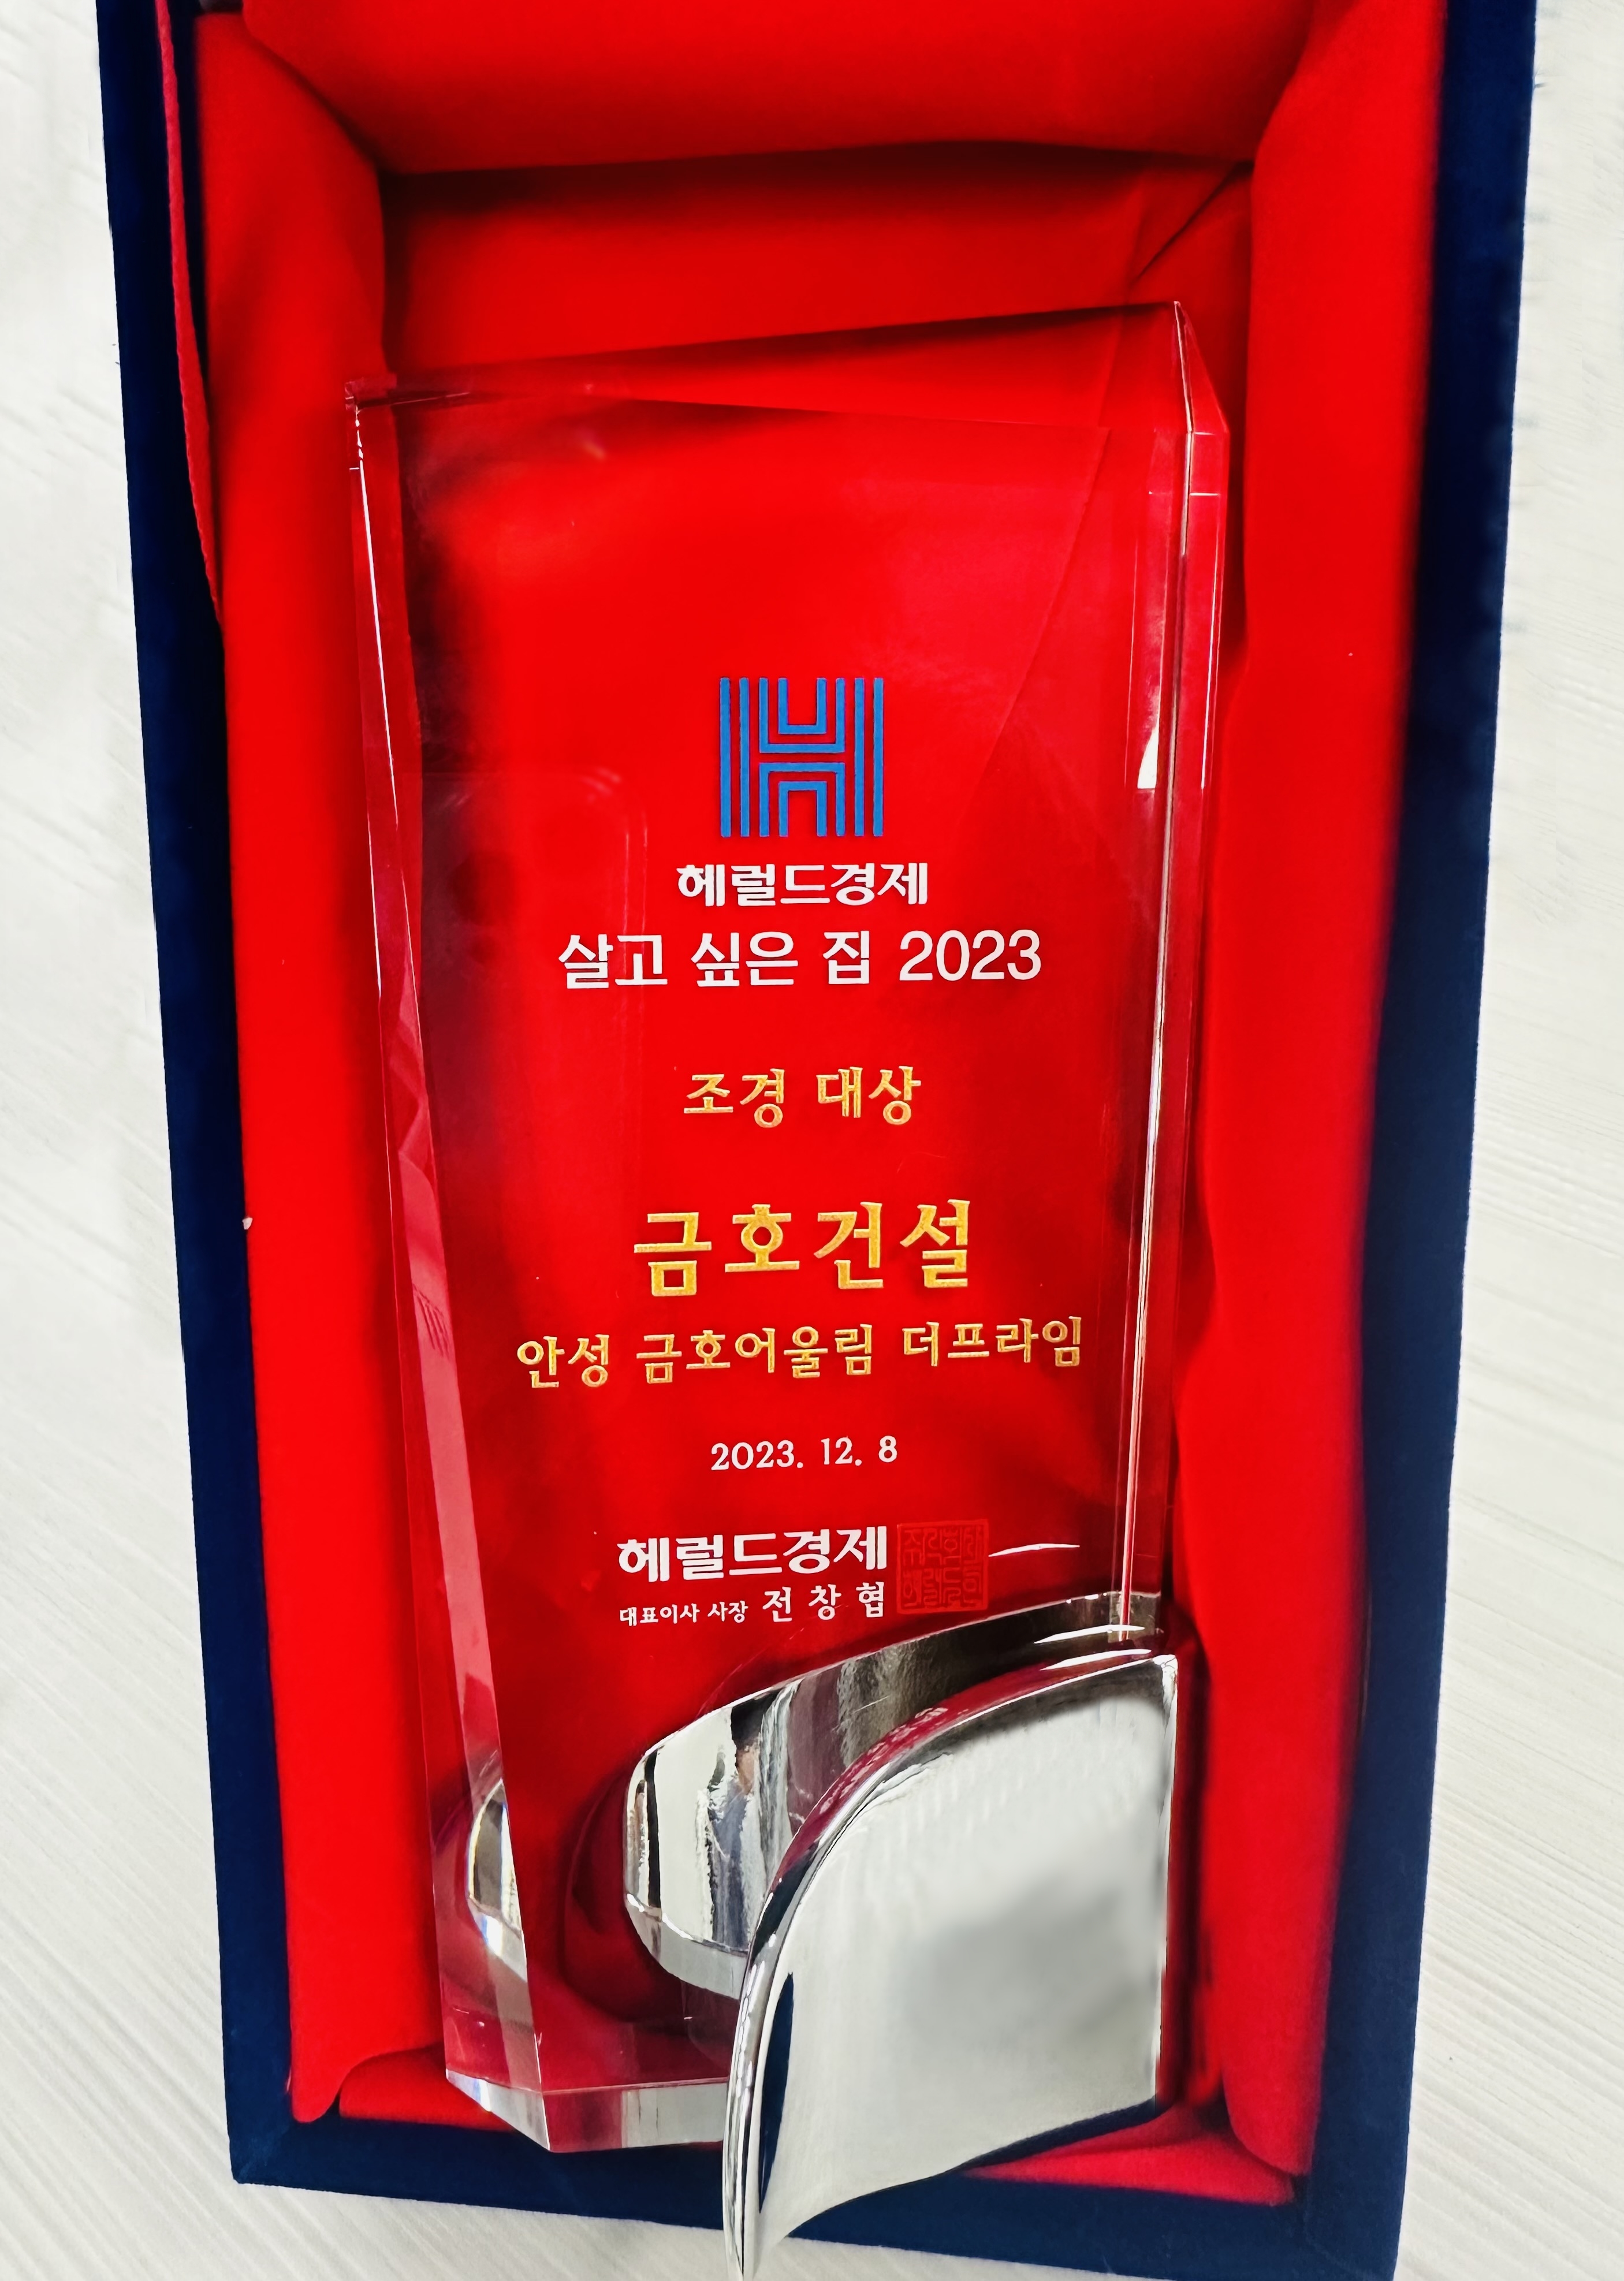 헤럴드경제
살고 싶은 집 2023
조경 대상
금호건설
안성 금호어울림 더프라임
2023. 12. 8
헤럴드경제
대표이사 사장 전창협